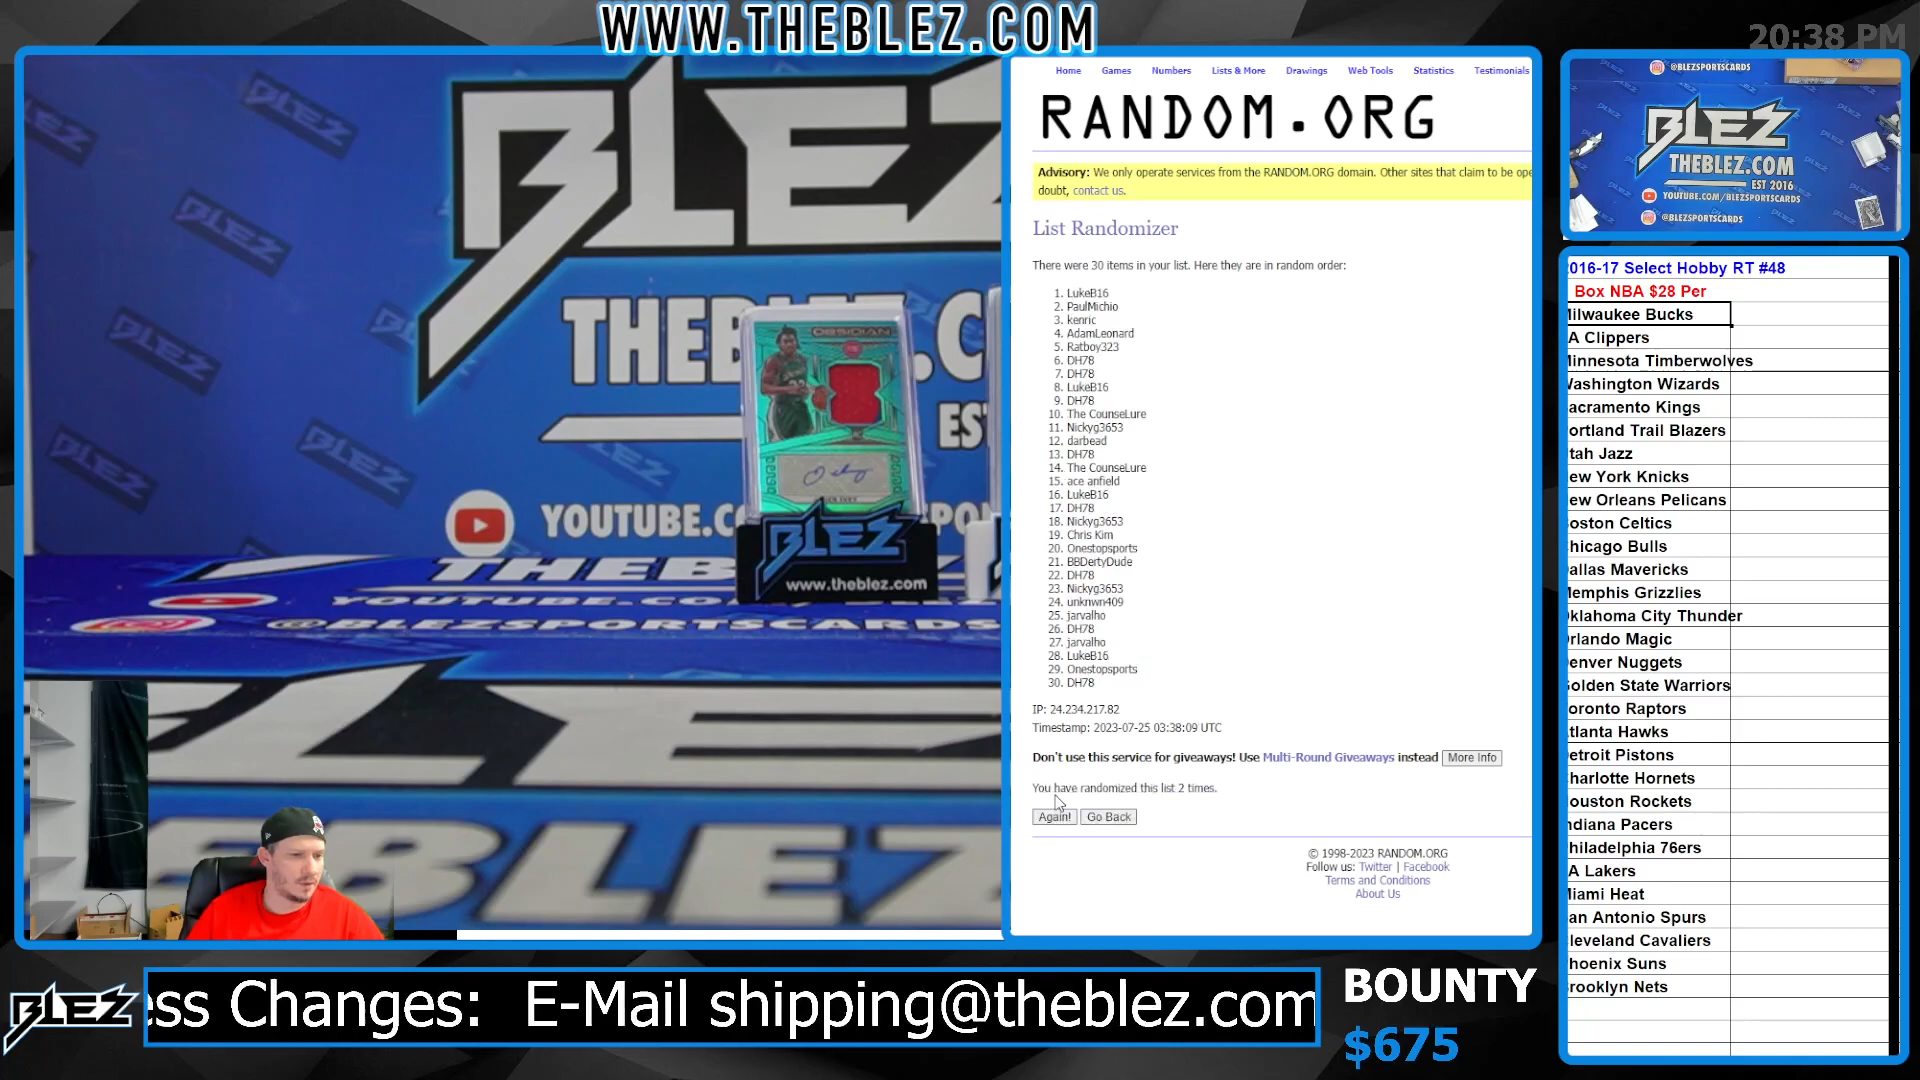 WWW.THEBLEZ.COM
20:38 PM
BLEZ
YOUTUBE.C
THEB
www.theblez.com
OBSIDIAN
@BLEZSPORTSCARDS
Home Games Numbers Lists & More Drawings Web Tools Statistics Testimonials
RANDOM.ORG
Advisory: We only operate services from the RANDOM.ORG domain. Other sites that claim to be ope
doubt, contact us.
List Randomizer
There were 30 items in your list. Here they are in random order:
1. LukeB16
2. PaulMichio
3. kenric
4. AdamLeonard
5. Ratboy323
6. DH78
7. DH78
8. LukeB16
9. DH78
10. The CounseLure
11. Nickyg3653
12. darbead
13. DH78
14. The CounseLure
15. ace anfield
16. LukeB16
17. DH78
18. Nickyg3653
19. Chris Kim
20. Onestopsports
21. BBDertyDude
22. DH78
23. Nickyg3653
24. unknwn409
25. jarvalho
26. DH78
27. jarvalho
28. LukeB16
29. Onestopsports
30. DH78
IP: 24.234.217.82
Timestamp: 2023-07-25 03:38:09 UTC
Don't use this service for giveaways! Use Multi-Round Giveaways instead More Info
You have randomized this list 2 times.
Again! Go Back
© 1998-2023 RANDOM.ORG
Follow us: Twitter | Facebook
Terms and Conditions
About Us
@BLEZSPORTSCARDS
BLEZ
THEBLEZ.COM
EST 2016
YOUTUBE.COM/BLEZSPORTSCARDS
@BLEZSPORTSCARDS
016-17 Select Hobby RT #48
Box NBA $28 Per
Milwaukee Bucks
A Clippers
Minnesota Timberwolves
Washington Wizards
acramento Kings
ortland Trail Blazers
tah Jazz
ew York Knicks
ew Orleans Pelicans
oston Celtics
hicago Bulls
allas Mavericks
Memphis Grizzlies
klahoma City Thunder
rlando Magic
enver Nuggets
olden State Warriors
oronto Raptors
tlanta Hawks
etroit Pistons
harlotte Hornets
ouston Rockets
ndiana Pacers
hiladelphia 76ers
A Lakers
Miami Heat
an Antonio Spurs
leveland Cavaliers
hoenix Suns
rooklyn Nets
BLEZ
ess Changes: E-Mail shipping@theblez.com
BOUNTY
$675